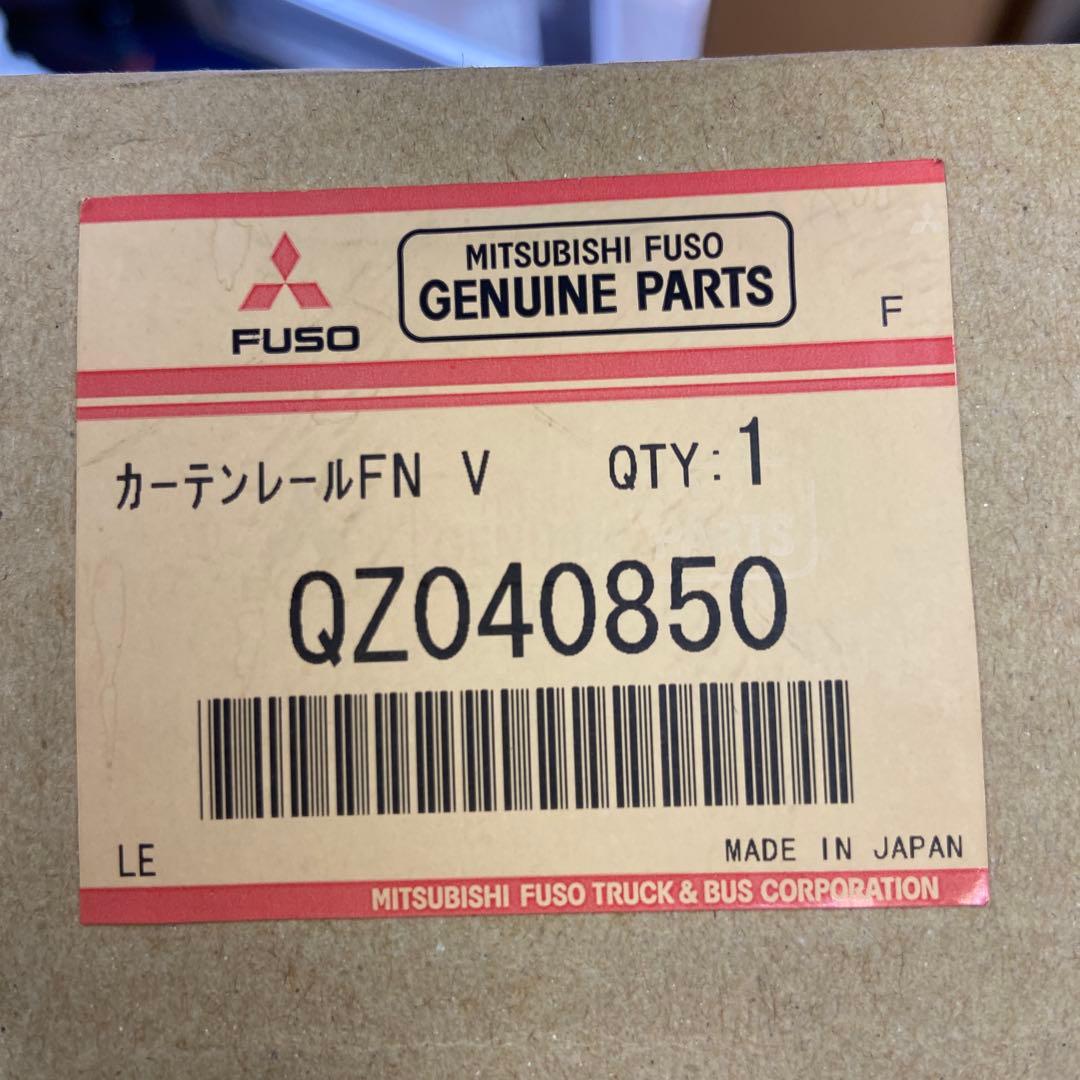 MITSUBISHI FUSO
GENUINE PARTS
FUSO
F
カーテンレールFN V QTY:1
QZ040850
LE
MADE IN JAPAN
MITSUBISHI FUSO TRUCK & BUS CORPORATION